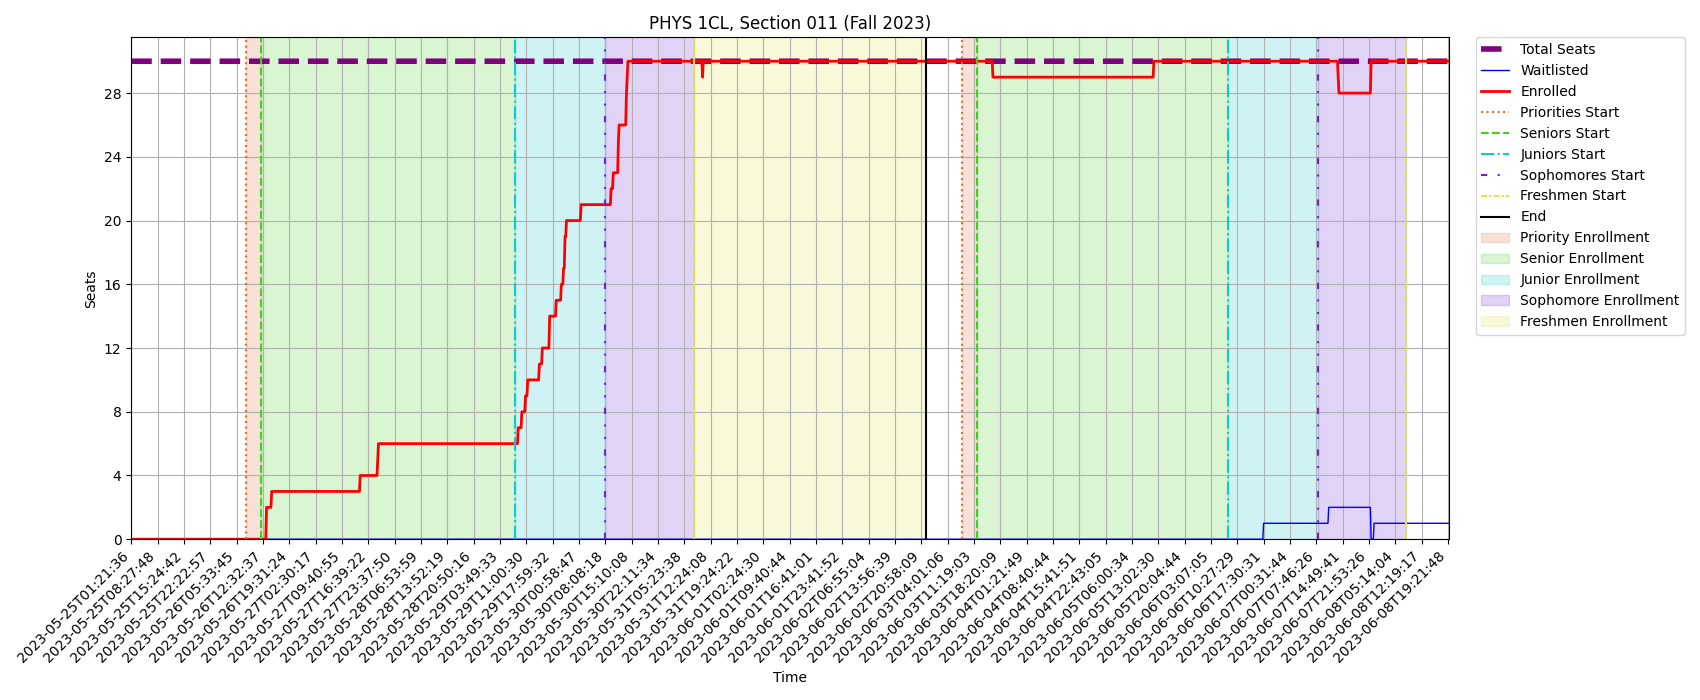 PHYS 1CL, Section 011 (Fall 2023)
Seats
28
24
20
16
12
8
4
0
2023-05-25T01:21:36
2023-05-25T08:27:48
2023-05-25T15:24:42
2023-05-25T22:22:57
2023-05-26T05:33:45
2023-05-26T12:32:37
2023-05-26T19:31:24
2023-05-27T02:30:17
2023-05-27T09:40:55
2023-05-27T16:39:22
2023-05-27T23:37:50
2023-05-28T06:53:59
2023-05-28T13:52:19
2023-05-28T20:50:16
2023-05-29T03:49:33
2023-05-29T11:00:30
2023-05-29T17:59:32
2023-05-30T00:58:47
2023-05-30T08:08:18
2023-05-30T15:10:08
2023-05-30T22:11:34
2023-05-31T05:23:38
2023-05-31T12:24:08
2023-05-31T19:24:22
2023-06-01T02:24:30
2023-06-01T09:40:44
2023-06-01T16:41:01
2023-06-01T23:41:52
2023-06-02T06:55:04
2023-06-02T13:56:39
2023-06-02T20:58:09
2023-06-03T04:01:06
2023-06-03T11:19:03
2023-06-03T18:20:09
2023-06-04T01:21:49
2023-06-04T08:40:44
2023-06-04T15:41:51
2023-06-04T22:43:05
2023-06-05T06:00:34
2023-06-05T13:02:30
2023-06-05T20:04:44
2023-06-06T03:07:05
2023-06-06T10:27:29
2023-06-06T17:30:31
2023-06-07T00:31:44
2023-06-07T07:46:26
2023-06-07T14:49:41
2023-06-07T21:53:26
2023-06-08T05:14:04
2023-06-08T12:19:17
2023-06-08T19:21:48
Time
Total Seats
Waitlisted
Enrolled
Priorities Start
Seniors Start
Juniors Start
Sophomores Start
Freshmen Start
End
Priority Enrollment
Senior Enrollment
Junior Enrollment
Sophomore Enrollment
Freshmen Enrollment